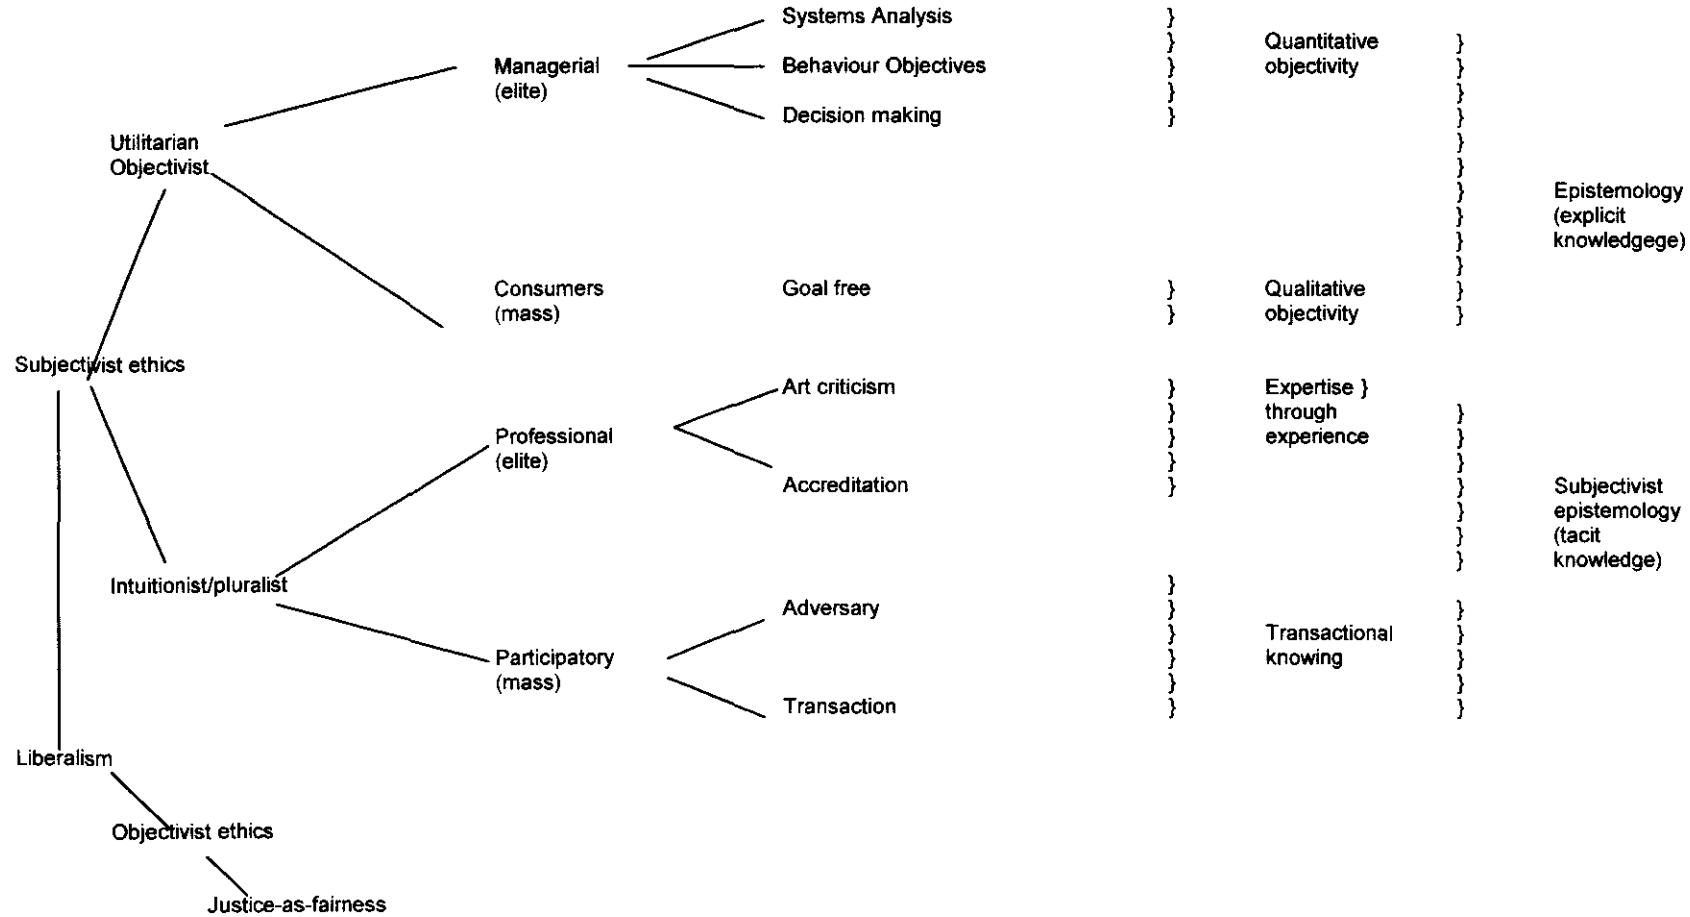 Systems Analysis }
} Quantitative }
Managerial Behaviour Objectives } objectivity }
(elite) } }
Decision making } }
Utilitarian }
Objectivist }
} Epistemology
} (explicit
} knowledgege)
}
Consumers Goal free } Qualitative }
(mass) } objectivity }
Subjectivist ethics
Art criticism } Expertise }
} through }
Professional } experience }
(elite) } }
Accreditation } } Subjectivist
} epistemology
} (tacit
} knowledge)
Intuitionist/pluralist }
Adversary } }
} Transactional }
Participatory } knowing }
(mass) } }
Transaction } }
Liberalism
Objectivist ethics
Justice-as-fairness